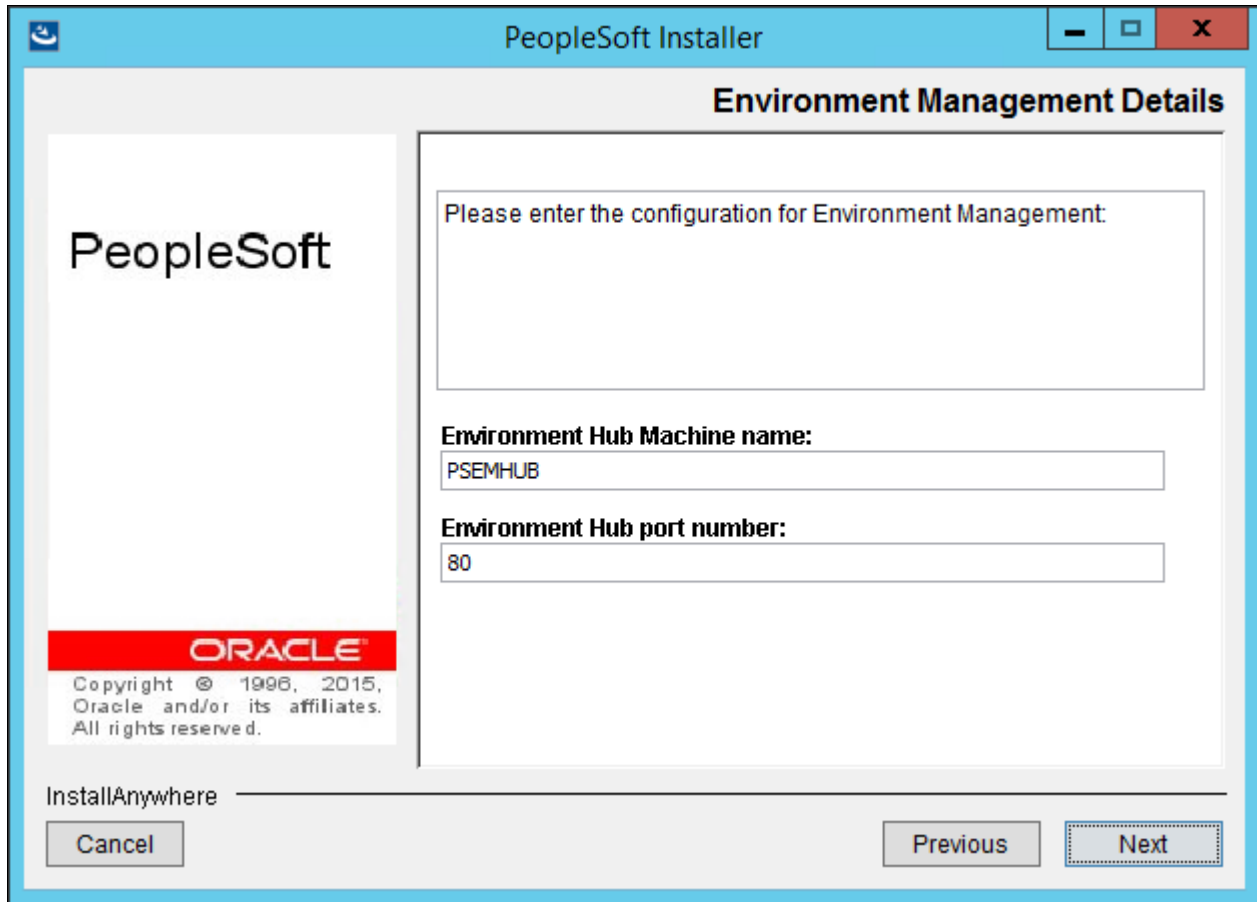 PeopleSoft Installer
Environment Management Details
PeopleSoft
Please enter the configuration for Environment Management:
Environment Hub Machine name:
PSEMHUB
Environment Hub port number:
80
ORACLE
Copyright © 1996, 2015,
Oracle and/or its affiliates.
All rights reserved.
InstallAnywhere
Cancel
Previous
Next